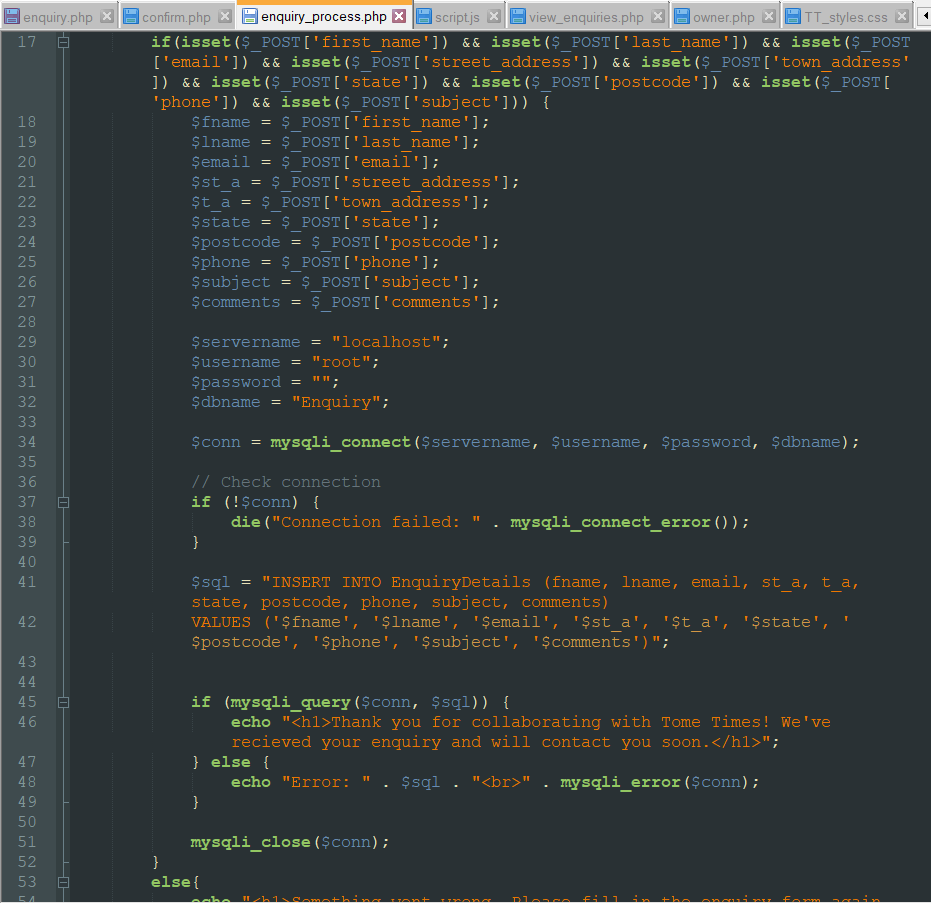 enquiry.php confirm.php enquiry_process.php script.js view_enquiries.php owner.php TT_styles.css
17 if(isset($_POST['first_name']) && isset($_POST['last_name']) && isset($_POST
['email']) && isset($_POST['street_address']) && isset($_POST['town_address'
]) && isset($_POST['state']) && isset($_POST['postcode']) && isset($_POST[
'phone']) && isset($_POST['subject'])) {
18 $fname = $_POST['first_name'];
19 $lname = $_POST['last_name'];
20 $email = $_POST['email'];
21 $st_a = $_POST['street_address'];
22 $t_a = $_POST['town_address'];
23 $state = $_POST['state'];
24 $postcode = $_POST['postcode'];
25 $phone = $_POST['phone'];
26 $subject = $_POST['subject'];
27 $comments = $_POST['comments'];
28
29 $servername = "localhost";
30 $username = "root";
31 $password = "";
32 $dbname = "Enquiry";
33
34 $conn = mysqli_connect($servername, $username, $password, $dbname);
35
36 // Check connection
37 if (!$conn) {
38 die("Connection failed: " . mysqli_connect_error());
39 }
40
41 $sql = "INSERT INTO EnquiryDetails (fname, lname, email, st_a, t_a,
state, postcode, phone, subject, comments)
42 VALUES ('$fname', '$lname', '$email', '$st_a', '$t_a', '$state', '
$postcode', '$phone', '$subject', '$comments')";
43
44
45 if (mysqli_query($conn, $sql)) {
46 echo "<h1>Thank you for collaborating with Tome Times! We've
recieved your enquiry and will contact you soon.</h1>";
47 } else {
48 echo "Error: " . $sql . "<br>" . mysqli_error($conn);
49 }
50
51 mysqli_close($conn);
52 }
53 else{
54 echo "<h1>Something went wrong. Please fill in the enquiry form again